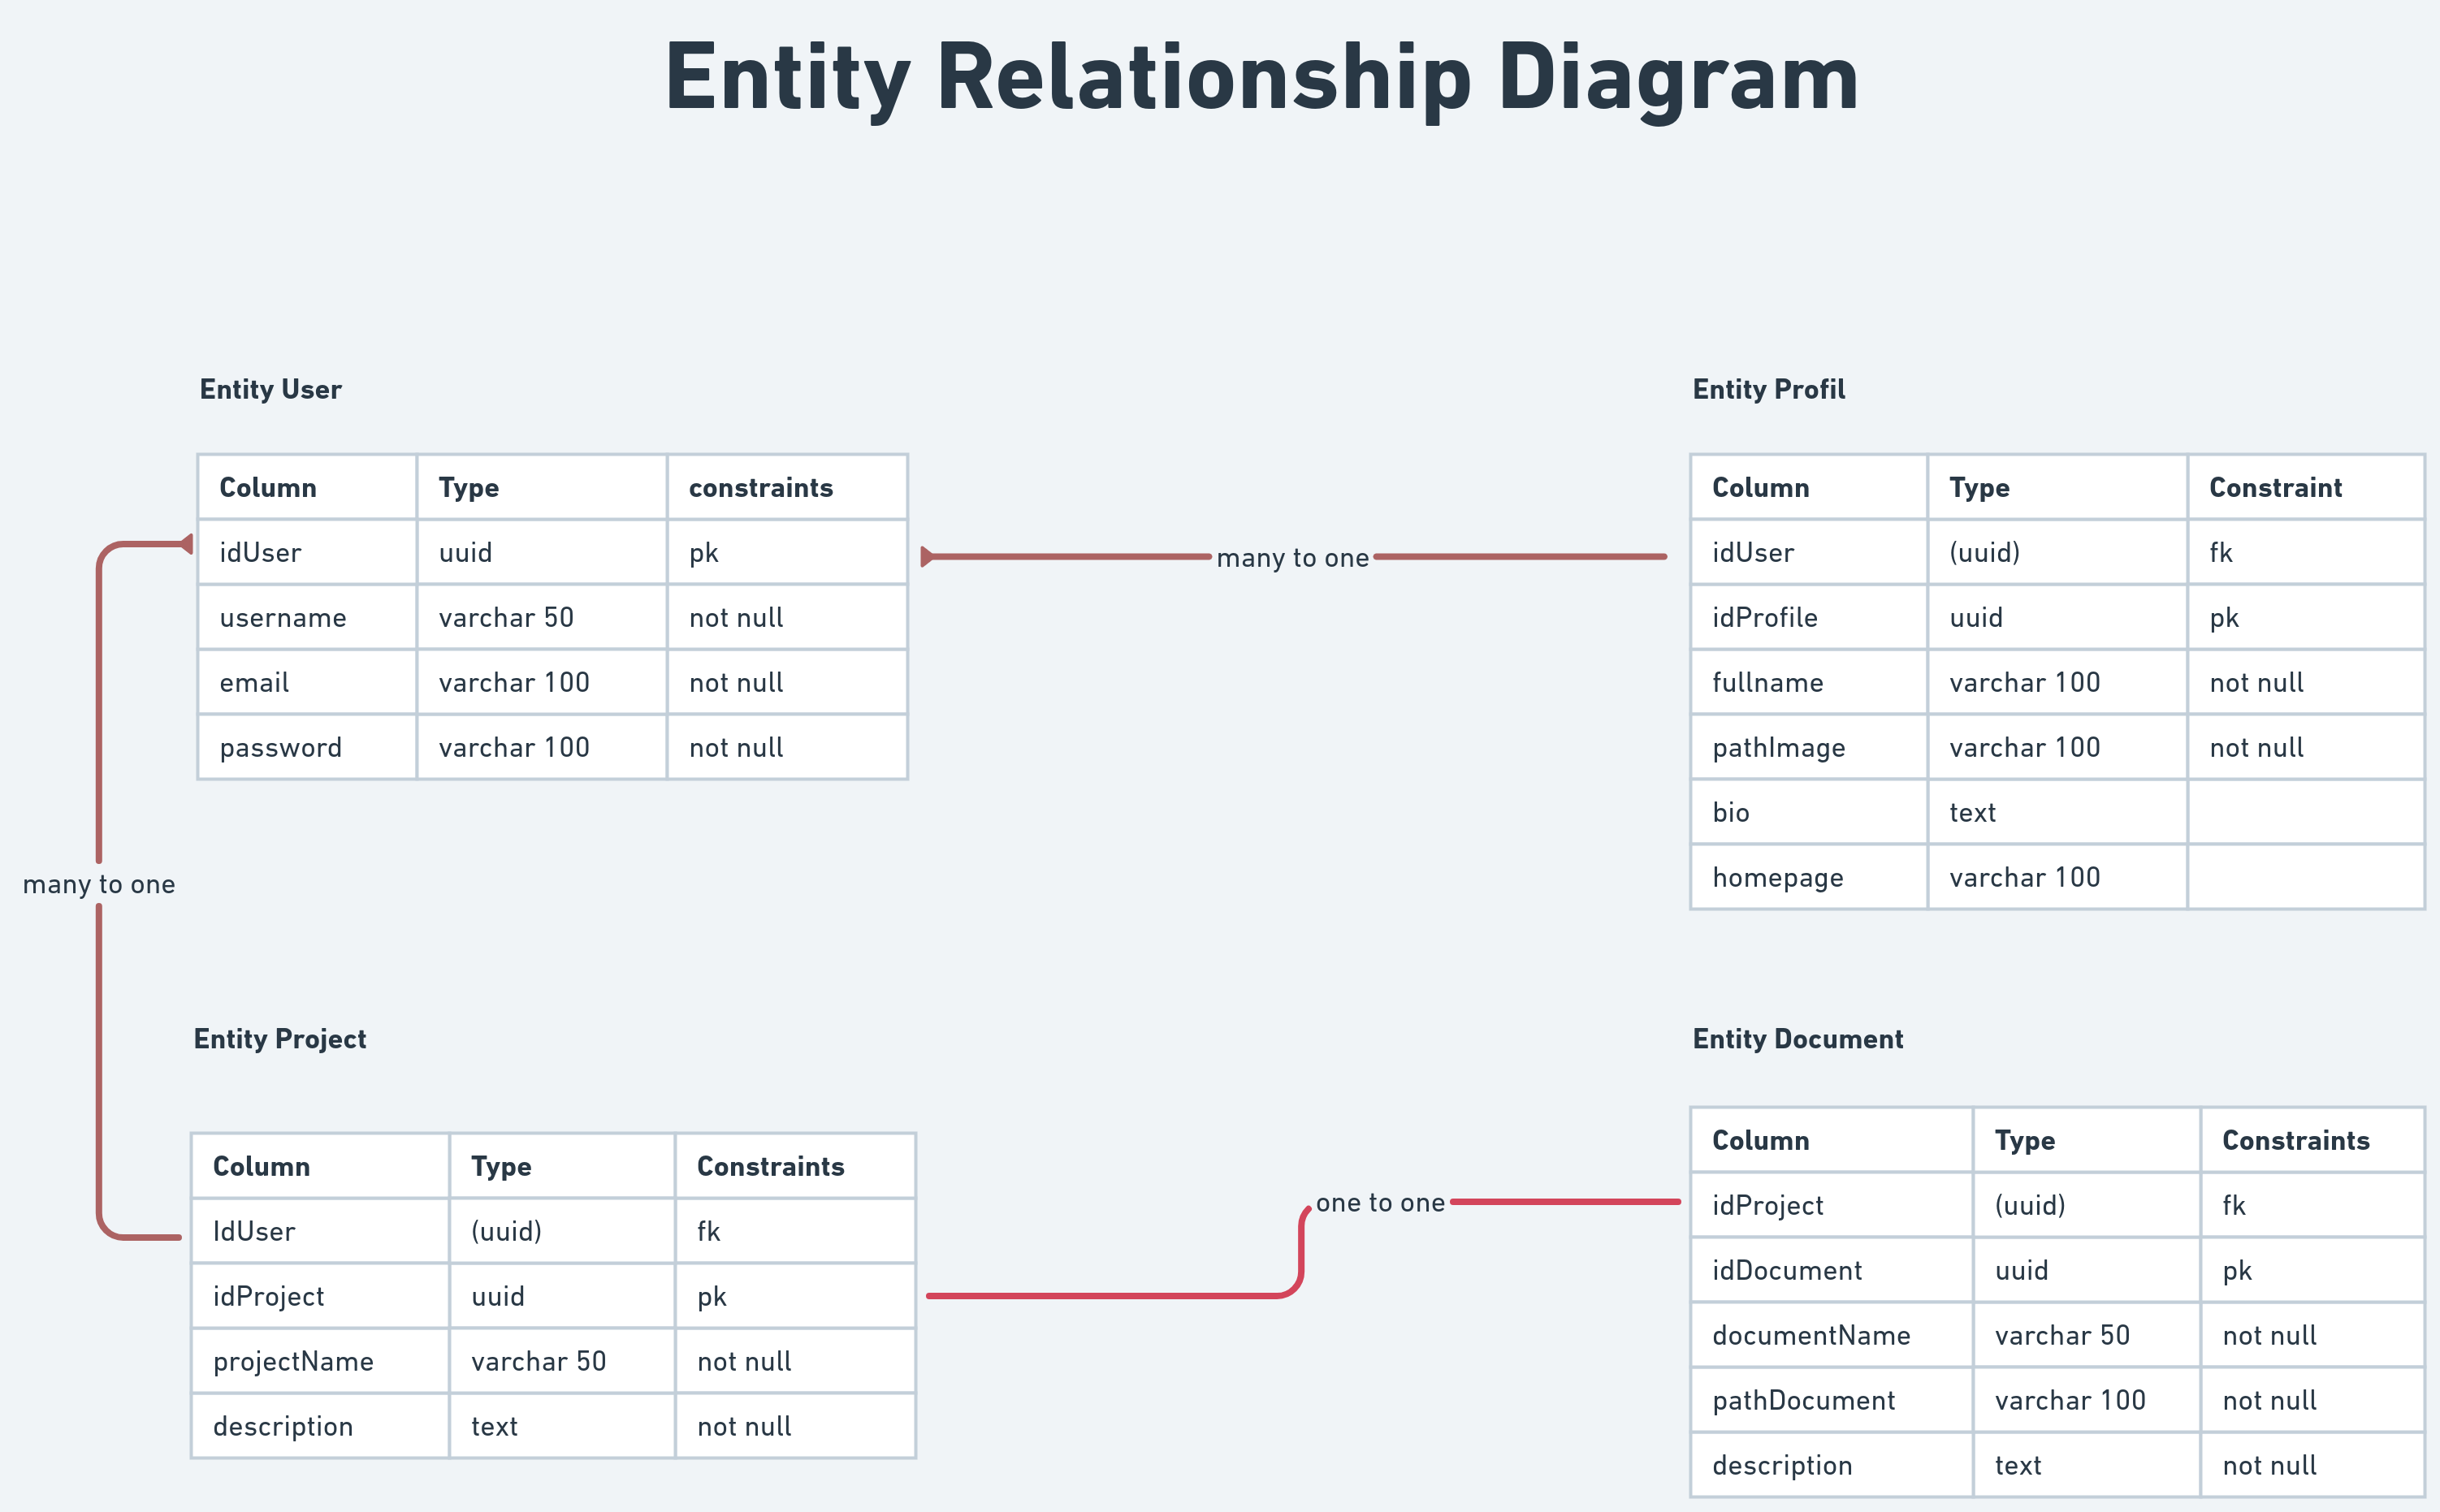 Entity Relationship Diagram
Entity User
Column Type constraints
idUser uuid pk
username varchar 50 not null
email varchar 100 not null
password varchar 100 not null
many to one
Entity Profil
Column Type Constraint
idUser (uuid) fk
idProfile uuid pk
fullname varchar 100 not null
pathImage varchar 100 not null
bio text
homepage varchar 100
many to one
Entity Project
Column Type Constraints
IdUser (uuid) fk
idProject uuid pk
projectName varchar 50 not null
description text not null
one to one
Entity Document
Column Type Constraints
idProject (uuid) fk
idDocument uuid pk
documentName varchar 50 not null
pathDocument varchar 100 not null
description text not null